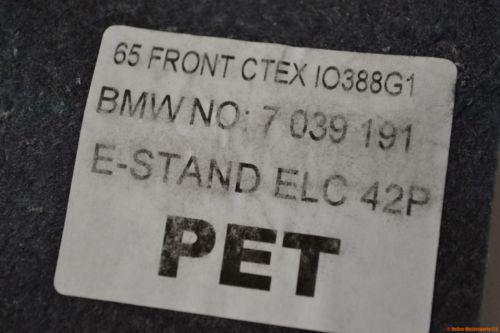 65 FRONT CTEX IO388G1
BMW NO: 7 039 191
E-STAND ELC 42P
PET